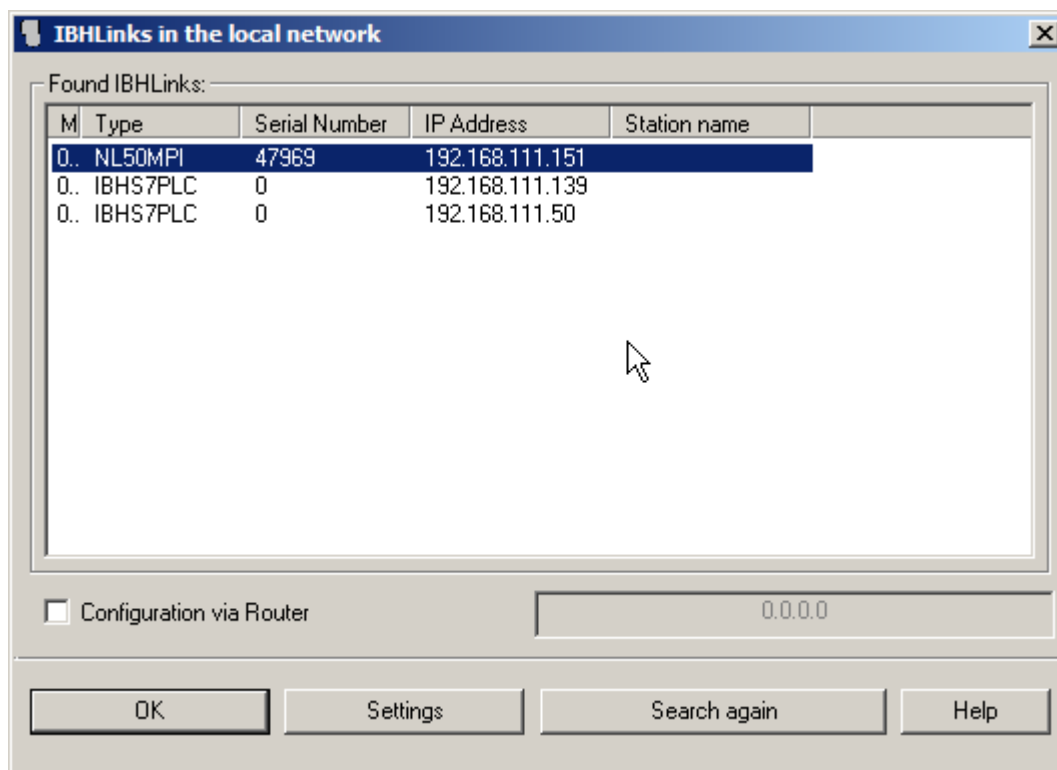 IBHLinks in the local network
Found IBHLinks:
M Type Serial Number IP Address Station name
0.. NL50MPI 47969 192.168.111.151
0.. IBHS7PLC 0 192.168.111.139
0.. IBHS7PLC 0 192.168.111.50
Configuration via Router 0.0.0.0
OK Settings Search again Help